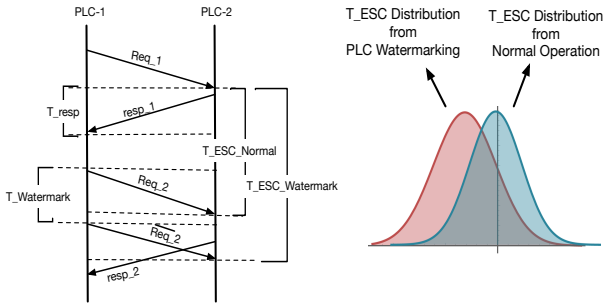 PLC-1
PLC-2
Req_1
T_resp
resp_1
T_ESC_Normal
T_ESC_Watermark
T_Watermark
Req_2
Req_2
resp_2
T_ESC Distribution
from
PLC Watermarking
T_ESC Distribution
from
Normal Operation